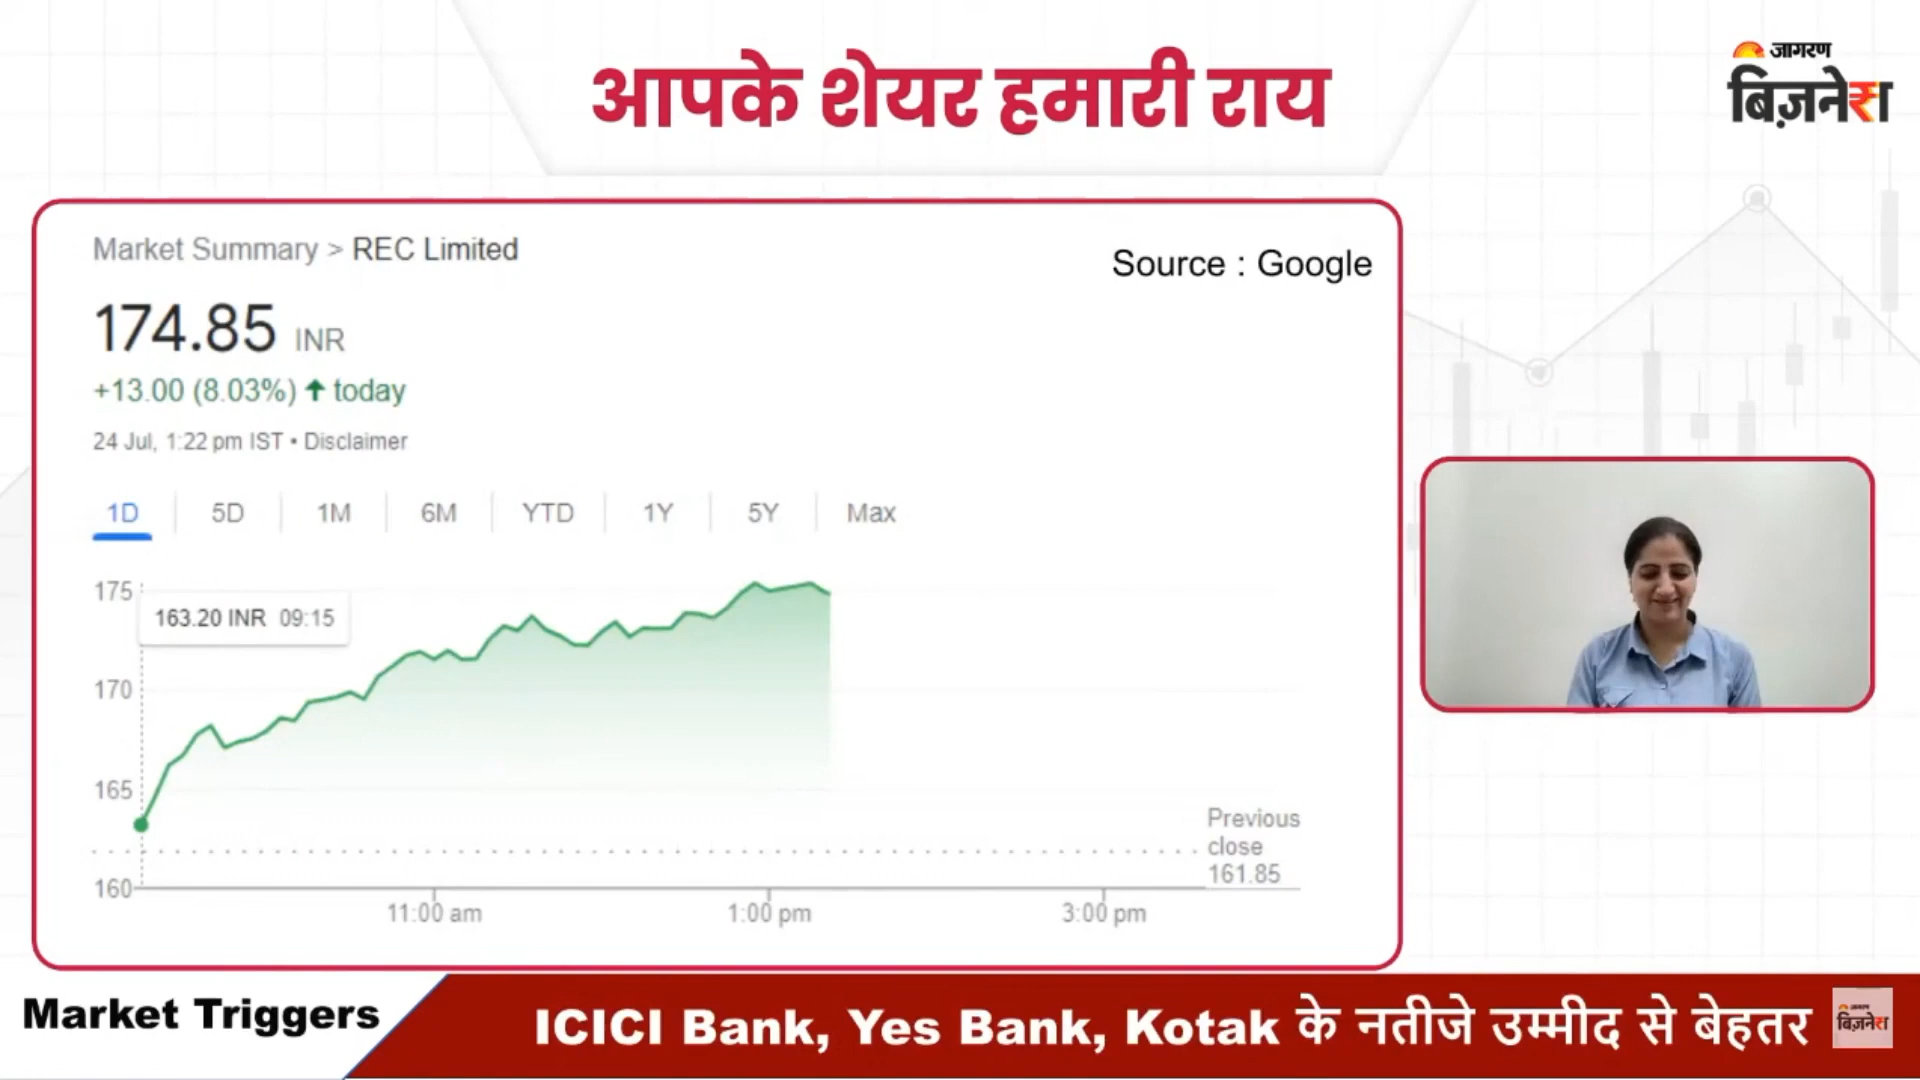 आपके शेयर हमारी राय
जागरण
बिज़नेस
Market Summary > REC Limited
Source : Google
174.85 INR
+13.00 (8.03%) ↑ today
24 Jul, 1:22 pm IST • Disclaimer
1D 5D 1M 6M YTD 1Y 5Y Max
175
163.20 INR 09:15
170
165
Previous
close
161.85
160
11:00 am 1:00 pm 3:00 pm
Market Triggers
ICICI Bank, Yes Bank, Kotak के नतीजे उम्मीद से बेहतर
जागरण
बिज़नेस